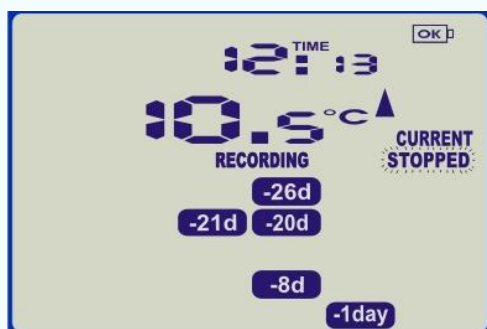 OK
TIME
12:13
10.5°C
CURRENT
RECORDING STOPPED
-26d
-21d -20d
-8d
-1day